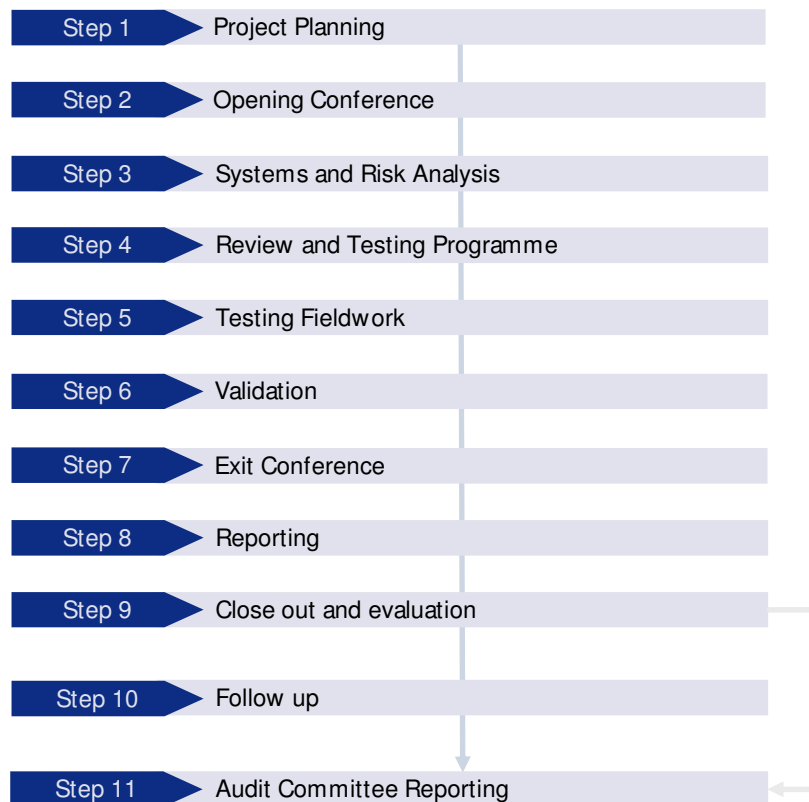 Step 1 Project Planning
Step 2 Opening Conference
Step 3 Systems and Risk Analysis
Step 4 Review and Testing Programme
Step 5 Testing Fieldwork
Step 6 Validation
Step 7 Exit Conference
Step 8 Reporting
Step 9 Close out and evaluation
Step 10 Follow up
Step 11 Audit Committee Reporting